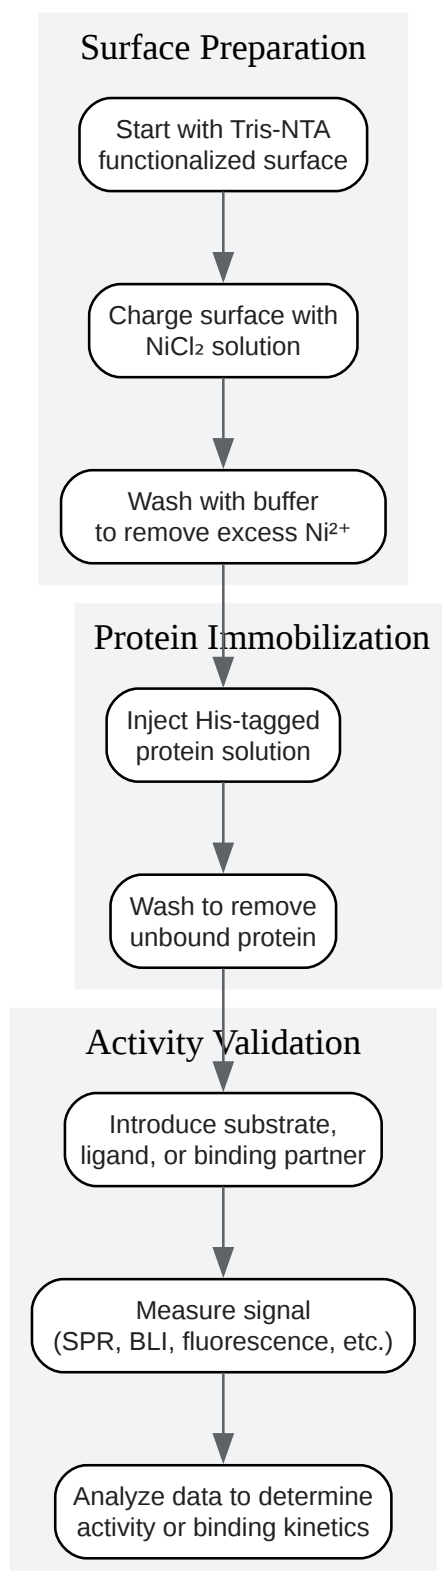 Surface Preparation
Start with Tris-NTA
functionalized surface
Charge surface with
NiCl₂ solution
Wash with buffer
to remove excess Ni²⁺
Protein Immobilization
Inject His-tagged
protein solution
Wash to remove
unbound protein
Activity Validation
Introduce substrate,
ligand, or binding partner
Measure signal
(SPR, BLI, fluorescence, etc.)
Analyze data to determine
activity or binding kinetics